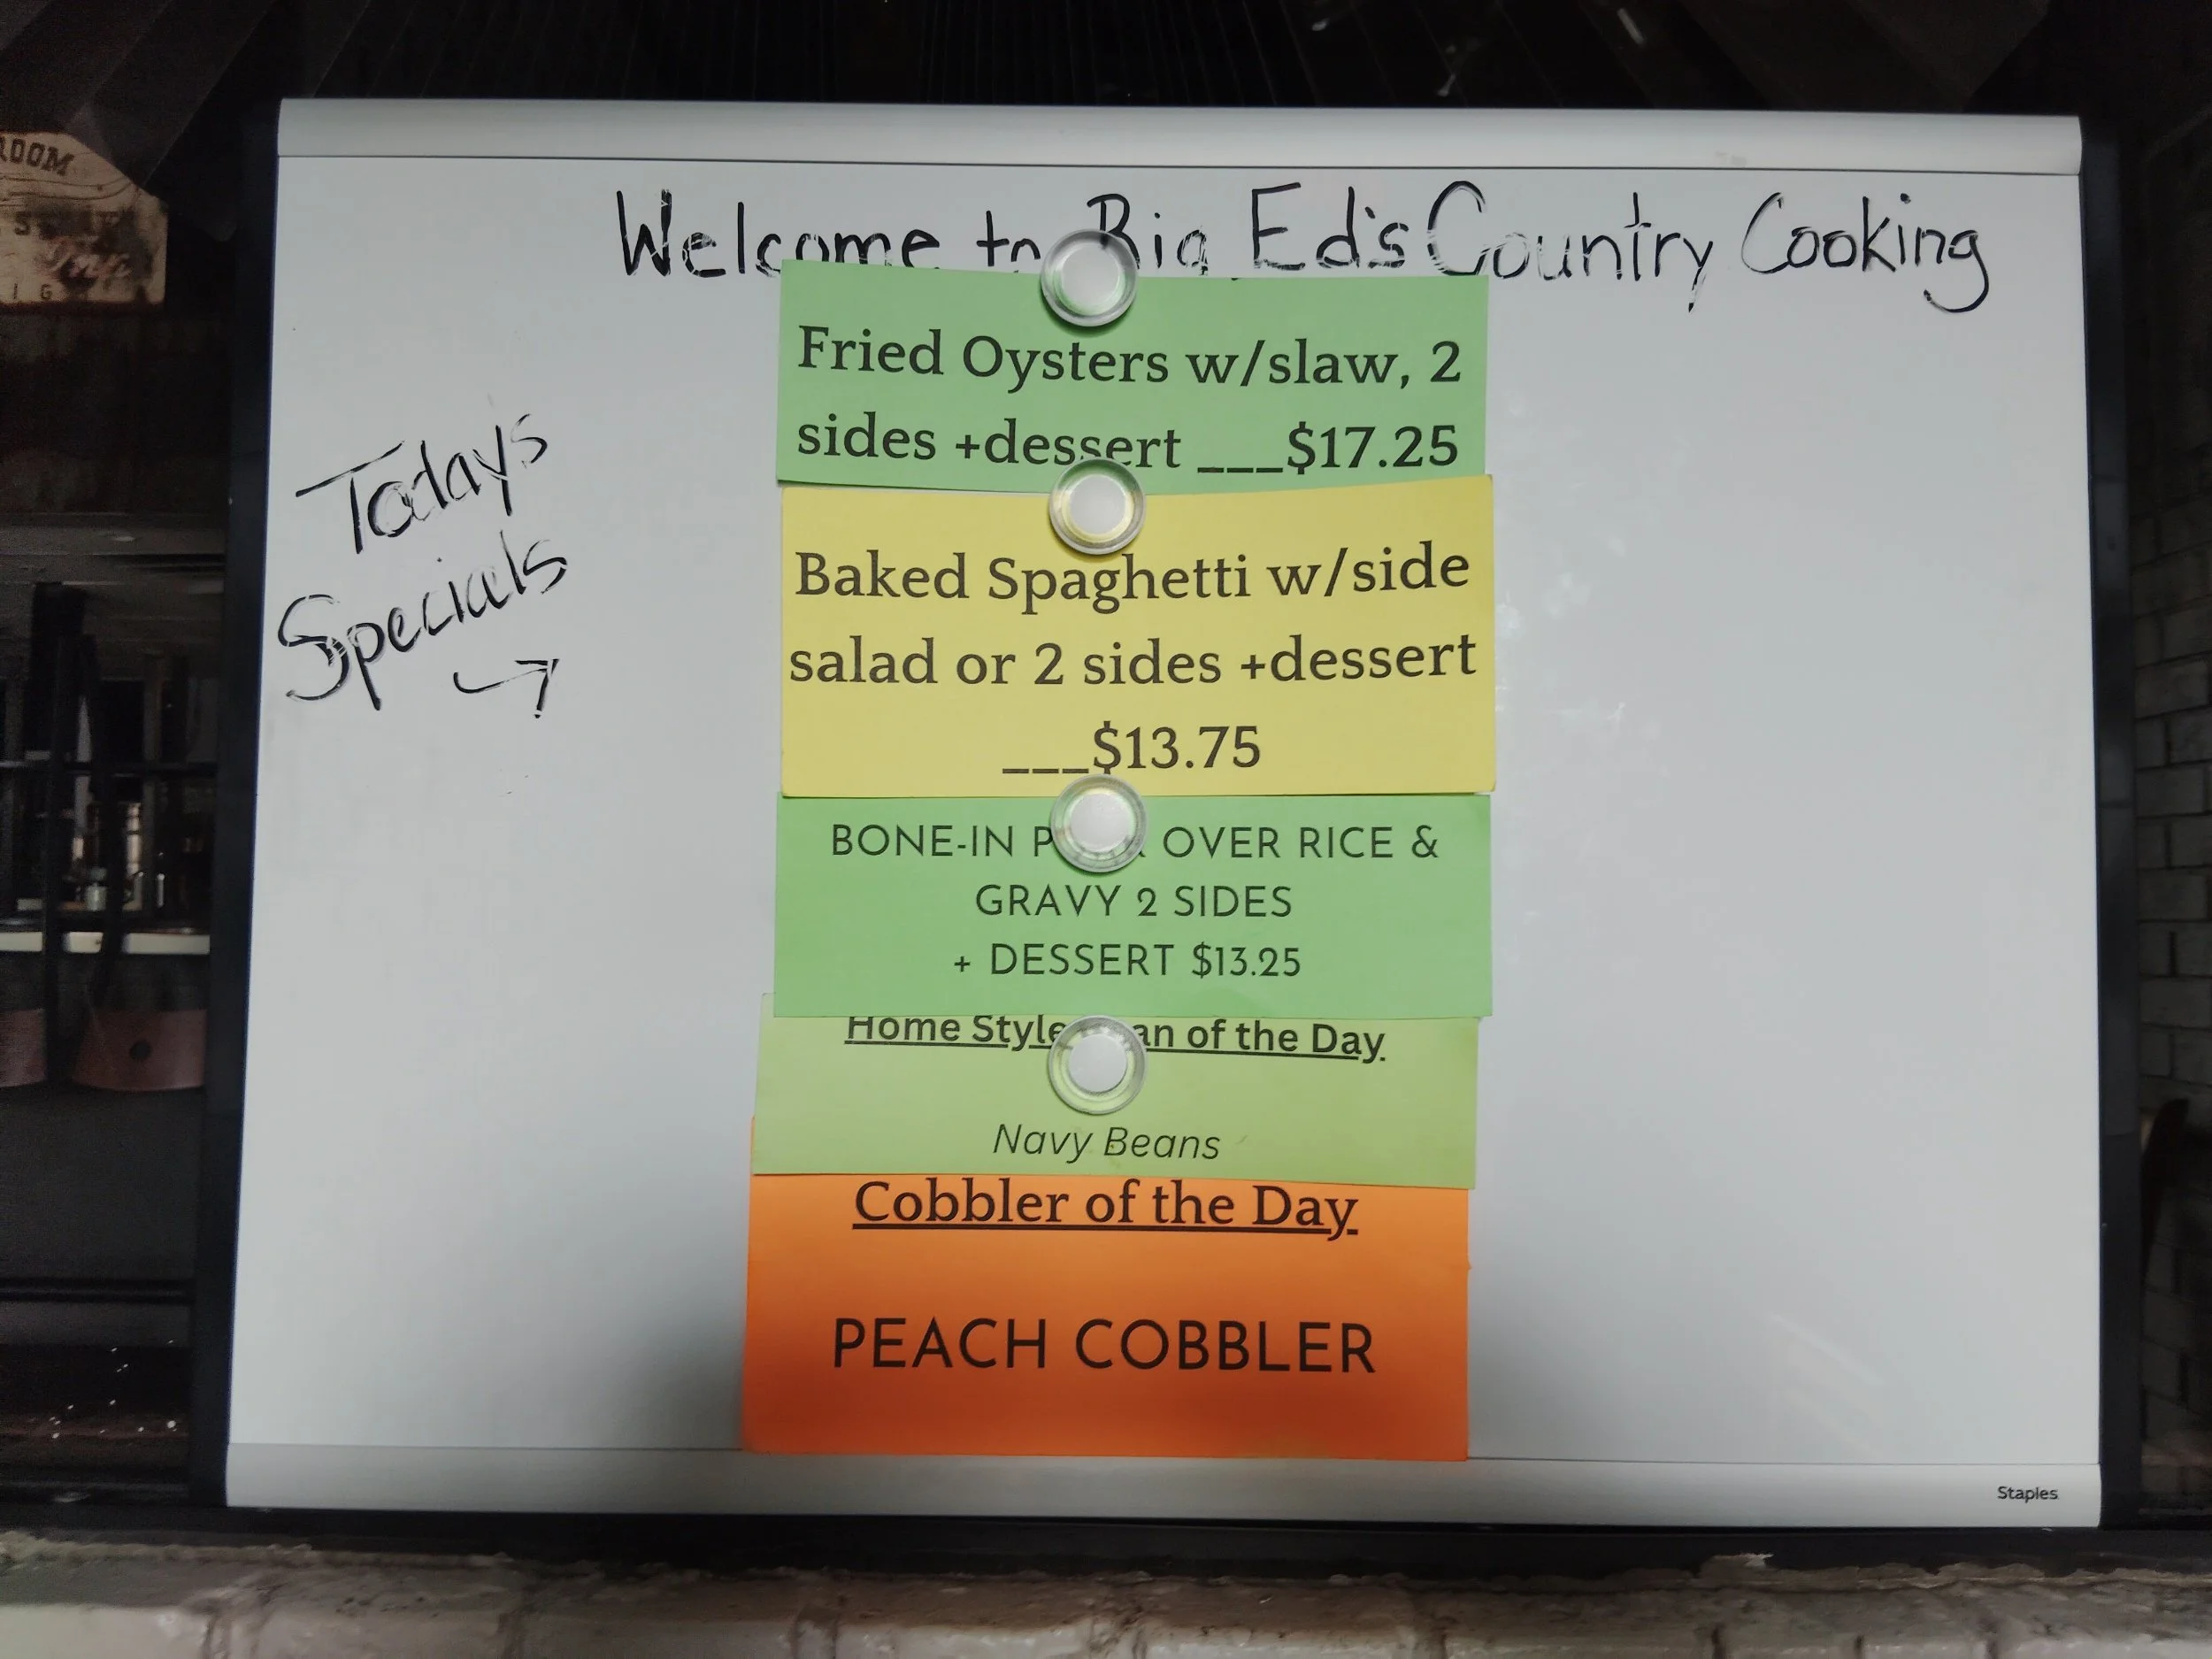 Welcome to Big Ed's Country Cooking
Todays
Specials
Fried Oysters w/slaw, 2
sides +dessert ___$17.25
Baked Spaghetti w/side
salad or 2 sides +dessert
___$13.75
BONE-IN OVER RICE &
GRAVY 2 SIDES
+ DESSERT $13.25
Home Style of the Day
Navy Beans
Cobbler of the Day
PEACH COBBLER
Staples